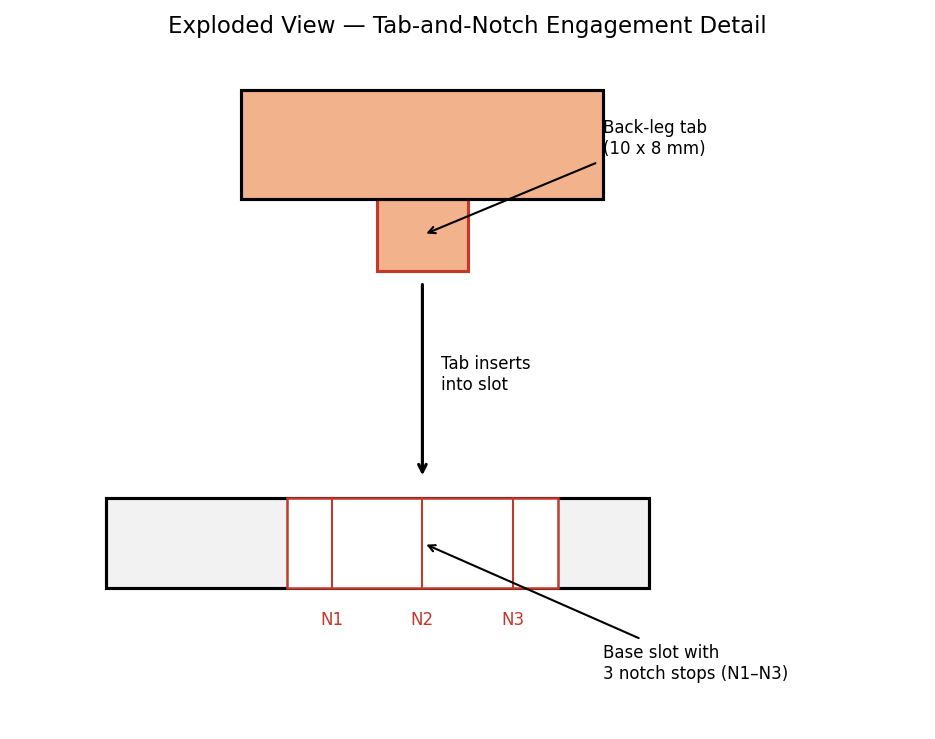 Exploded View — Tab-and-Notch Engagement Detail
Back-leg tab
(10 x 8 mm)
Tab inserts
into slot
N1 N2 N3
Base slot with
3 notch stops (N1–N3)